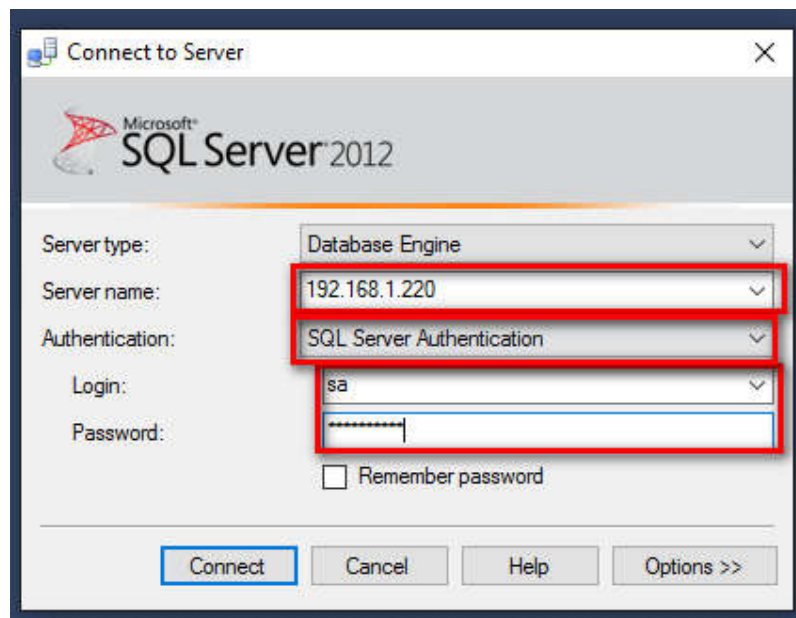 Connect to Server
Microsoft®
SQL Server® 2012
Server type: Database Engine
Server name: 192.168.1.220
Authentication: SQL Server Authentication
Login: sa
Password: **********
Remember password
Connect Cancel Help Options >>